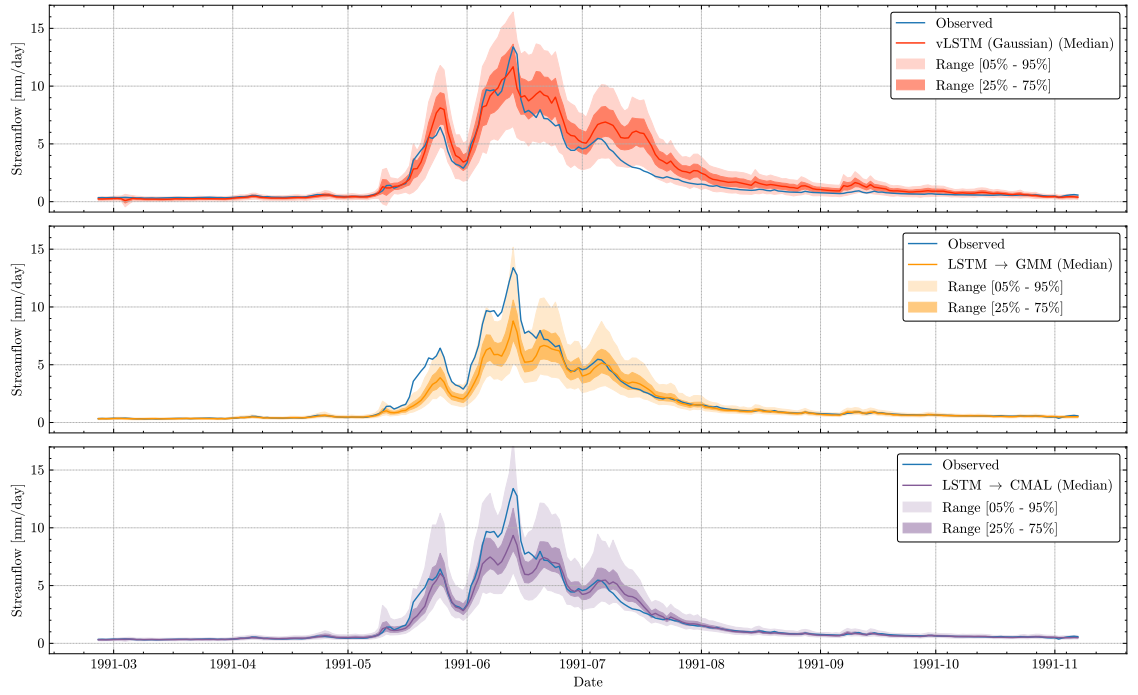 Streamflow [mm/day]
15
10
5
0
Observed
vLSTM (Gaussian) (Median)
Range [05% - 95%]
Range [25% - 75%]
Streamflow [mm/day]
15
10
5
0
Observed
LSTM → GMM (Median)
Range [05% - 95%]
Range [25% - 75%]
Streamflow [mm/day]
15
10
5
0
Observed
LSTM → CMAL (Median)
Range [05% - 95%]
Range [25% - 75%]
1991-03 1991-04 1991-05 1991-06 1991-07 1991-08 1991-09 1991-10 1991-11
Date